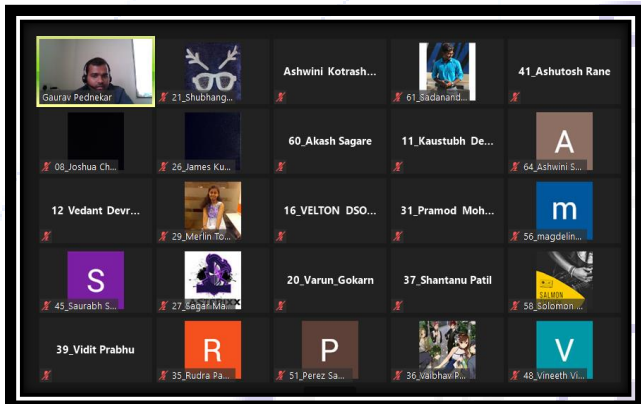 Gaurav Pednekar
21_Shubhang...
Ashwini Kotrash...
61_Sadanand...
41_Ashutosh Rane
08_Joshua Ch...
26_James Ku...
60_Akash Sagare
11_Kaustubh De...
A
64_Ashwini S...
12 Vedant Devr...
29_Merlin To...
16_VELTON DSO...
31_Pramod Moh...
m
56_magdelin...
S
45_Saurabh S...
27_Sagar Ma...
20_Varun_Gokarn
37_Shantanu Patil
SALMON
58_Solomon ...
39_Vidit Prabhu
R
35_Rudra Pa...
P
51_Perez Sa...
36_Vaibhav P...
V
48_Vineeth Vi...